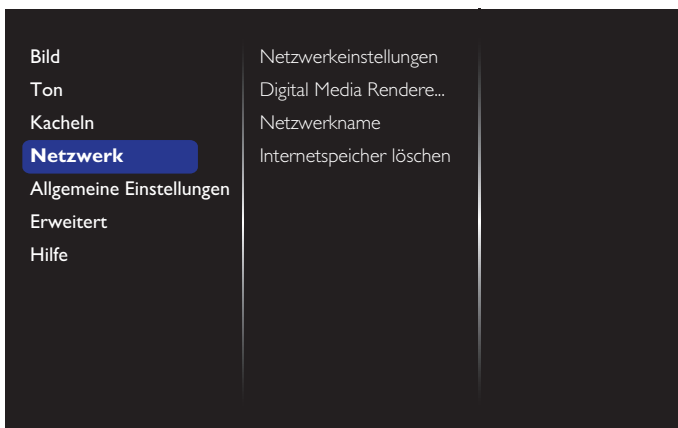 Bild
Ton
Kacheln
Netzwerk
Allgemeine Einstellungen
Erweitert
Hilfe
Netzwerkeinstellungen
Digital Media Rendere...
Netzwerkname
Internetspeicher löschen